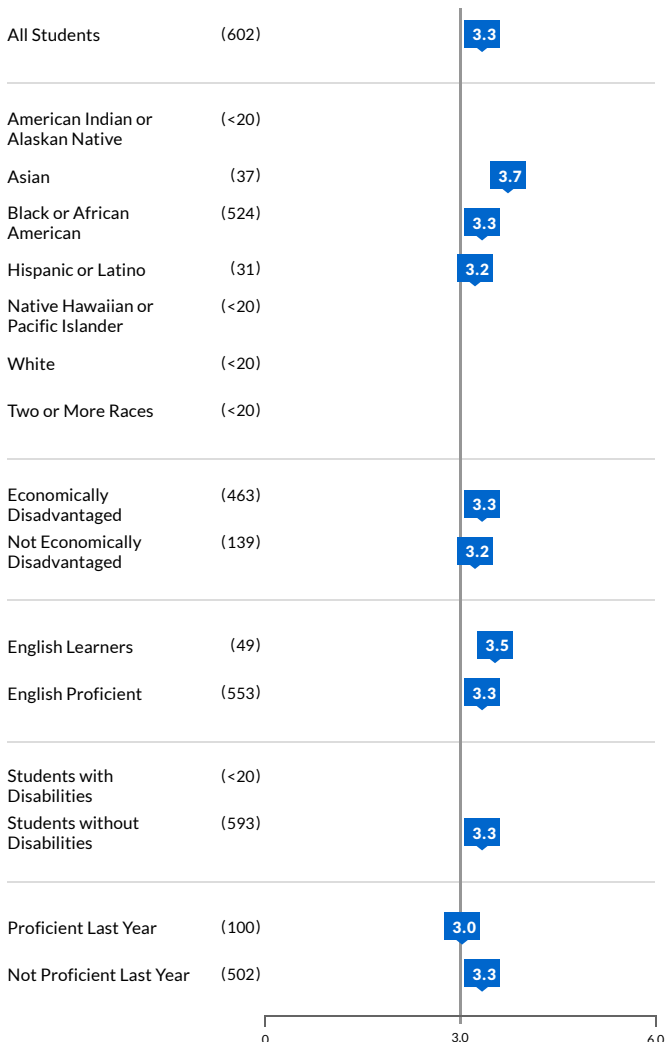 All Students (602) 3.3
American Indian or (<20)
Alaskan Native
Asian (37) 3.7
Black or African (524) 3.3
American
Hispanic or Latino (31) 3.2
Native Hawaiian or (<20)
Pacific Islander
White (<20)
Two or More Races (<20)
Economically (463) 3.3
Disadvantaged
Not Economically (139) 3.2
Disadvantaged
English Learners (49) 3.5
English Proficient (553) 3.3
Students with (<20)
Disabilities
Students without (593) 3.3
Disabilities
Proficient Last Year (100) 3.0
Not Proficient Last Year (502) 3.3
0 3.0 6.0